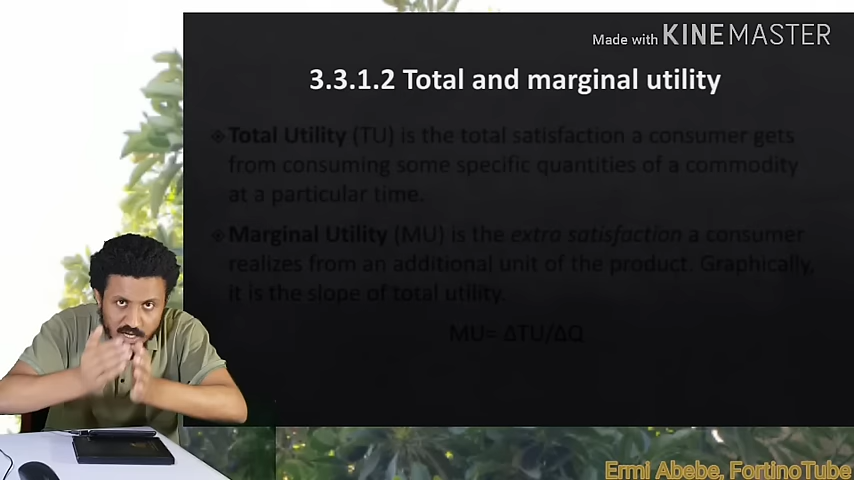 Made with KINEMASTER
3.3.1.2 Total and marginal utility
Total Utility (TU) is the total satisfaction a consumer gets
from consuming some specific quantities of a commodity
at a particular time.
Marginal Utility (MU) is the extra satisfaction a consumer
realizes from an additional unit of the product. Graphically,
it is the slope of total utility.
MU= ΔTU/ΔQ
Ermi Abebe, FortinoTube